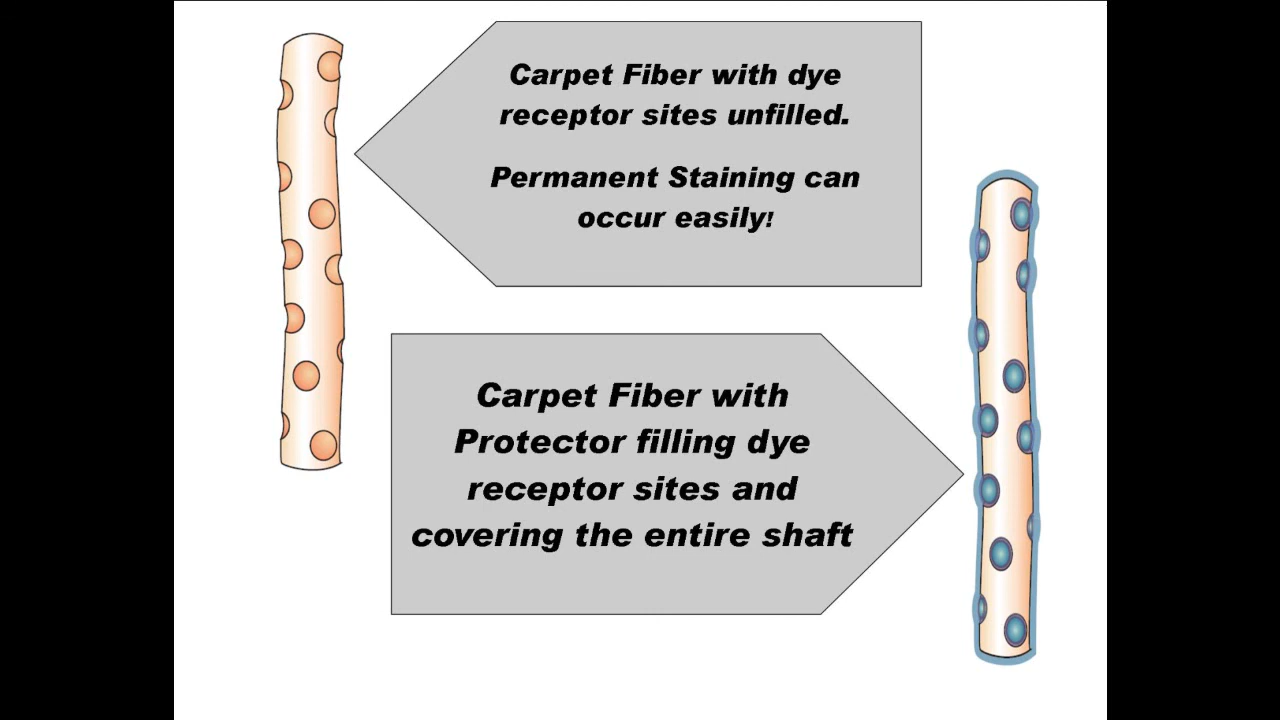 Carpet Fiber with dye
receptor sites unfilled.
Permanent Staining can
occur easily!
Carpet Fiber with
Protector filling dye
receptor sites and
covering the entire shaft